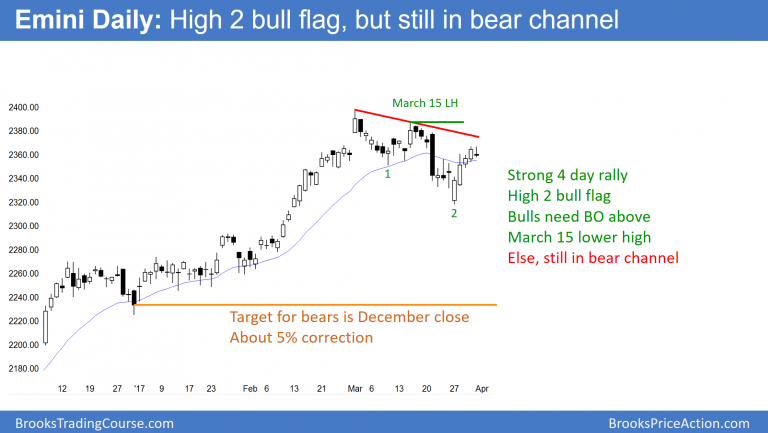 Emini Daily: High 2 bull flag, but still in bear channel
March 15 LH
2400.00
2380.00
2360.00
2340.00
2320.00
2300.00
2280.00
2260.00
2240.00
2220.00
2200.00
2180.00
1
2
Strong 4 day rally
High 2 bull flag
Bulls need BO above
March 15 lower high
Else, still in bear channel
Target for bears is December close
About 5% correction
12 19 27 '17 9 17 23 Feb 6 13 21 Mar 6 13 20 27 Apr
BrooksTradingCourse.com BrooksPriceAction.com